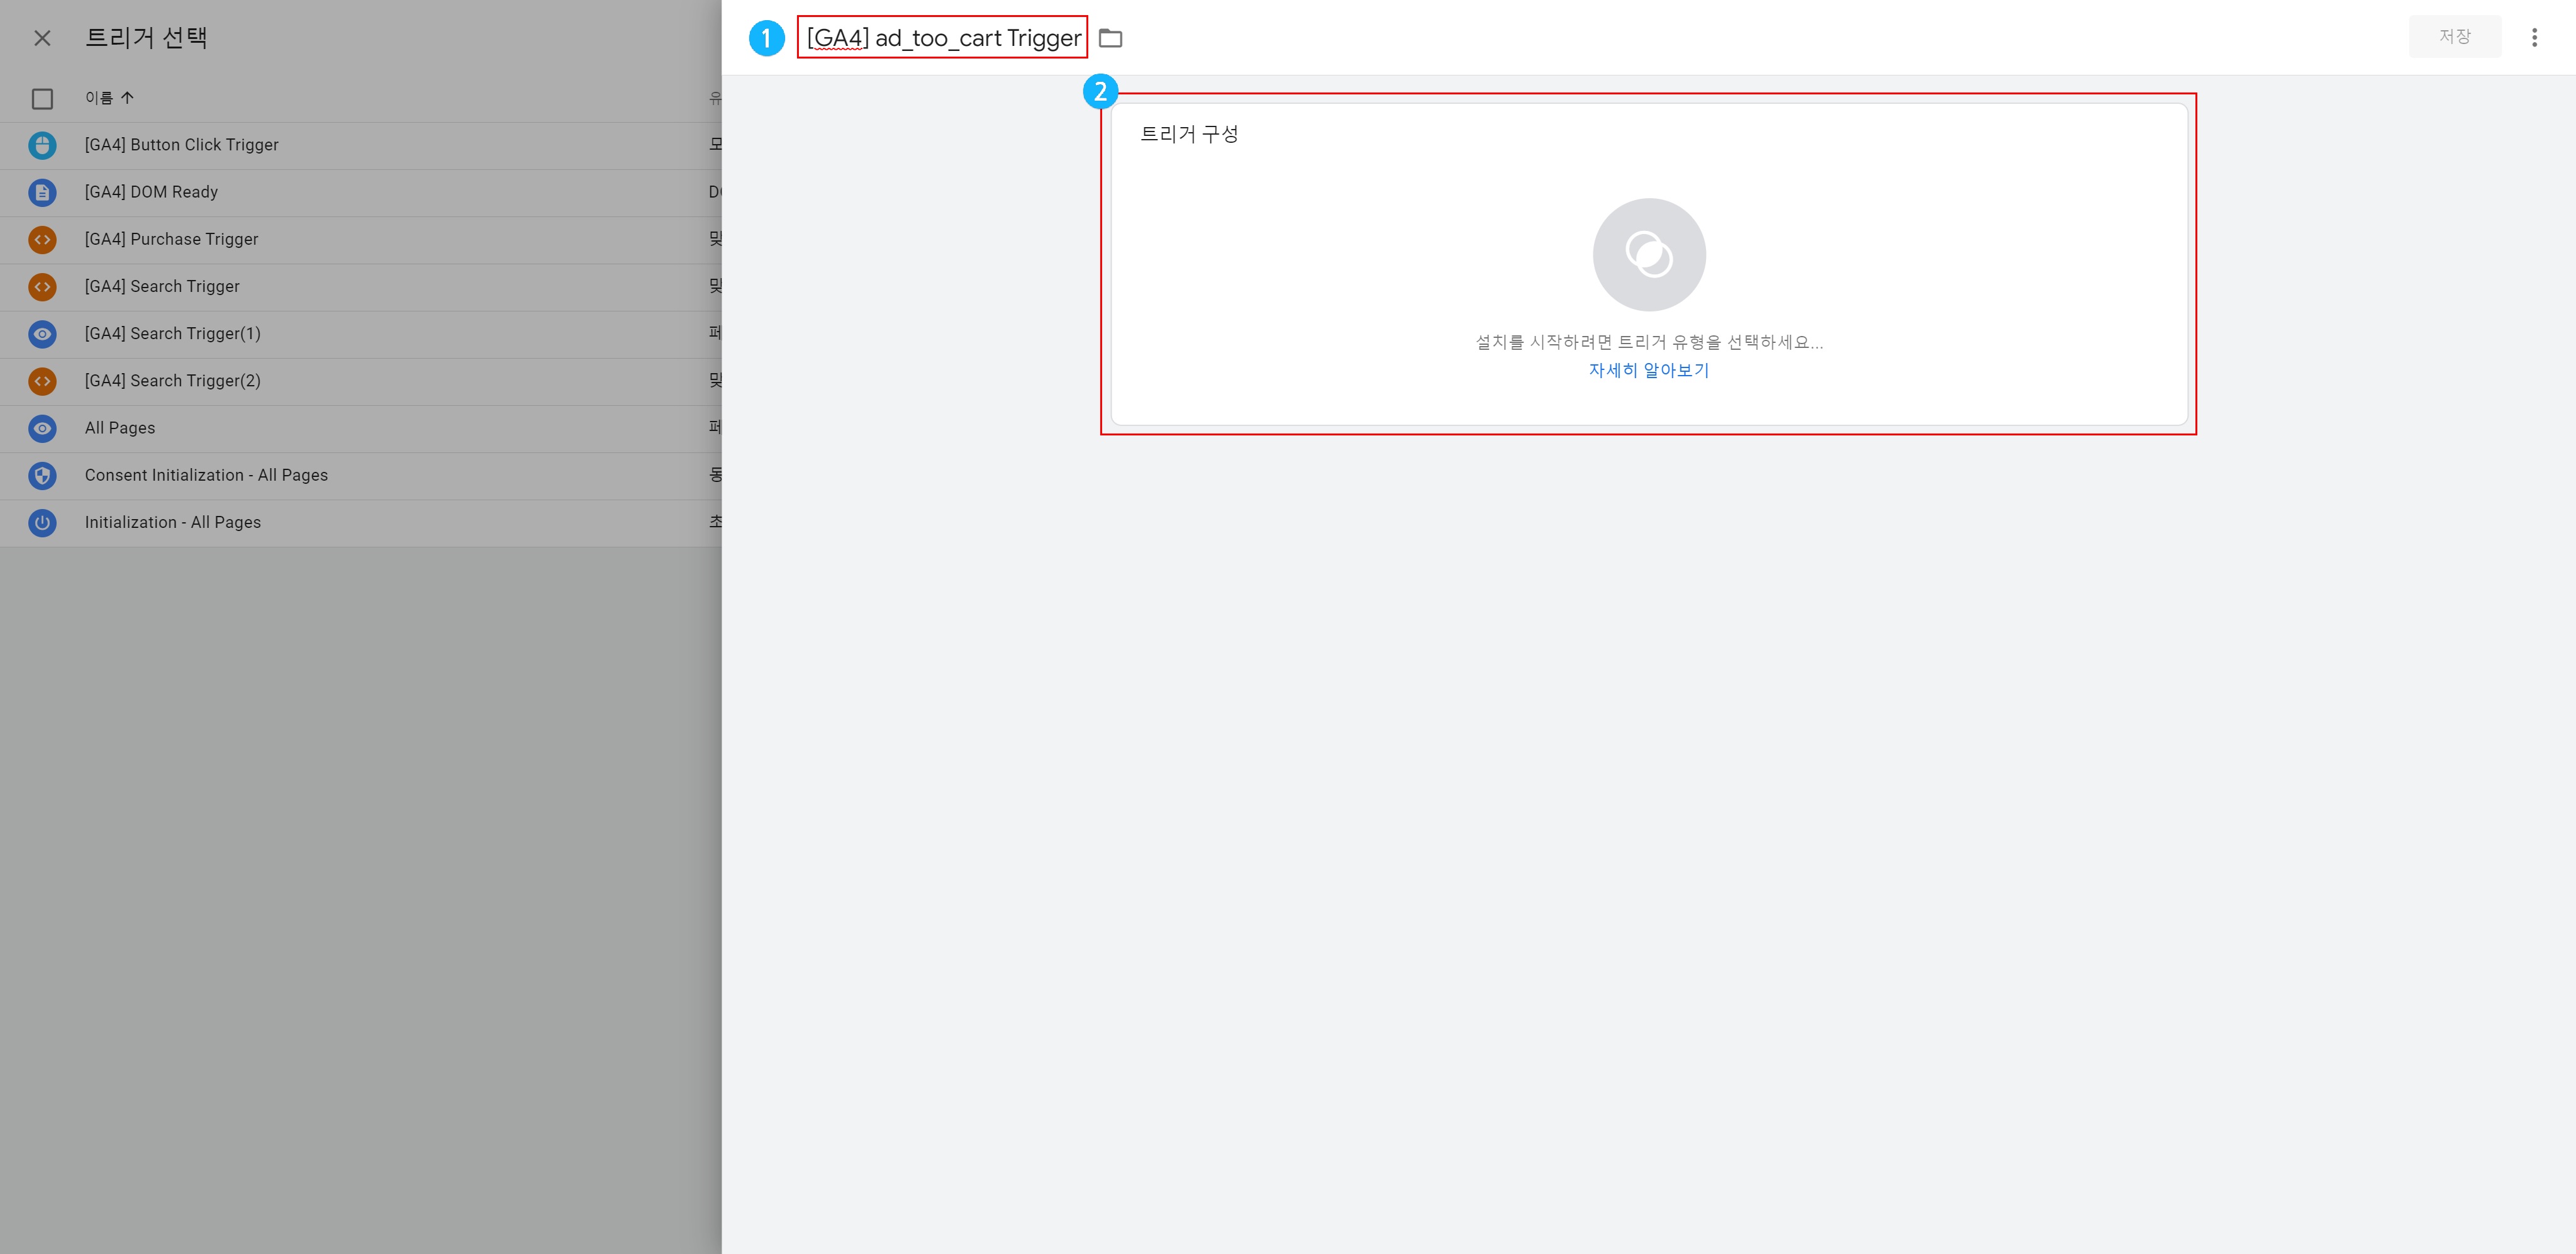 트리거 선택
이름
유
[GA4] Button Click Trigger
모
[GA4] DOM Ready
DO
[GA4] Purchase Trigger
맞
[GA4] Search Trigger
맞
[GA4] Search Trigger(1)
페
[GA4] Search Trigger(2)
맞
All Pages
페
Consent Initialization - All Pages
동
Initialization - All Pages
초
1
[GA4] ad_too_cart Trigger
저장
2
트리거 구성
설치를 시작하려면 트리거 유형을 선택하세요...
자세히 알아보기